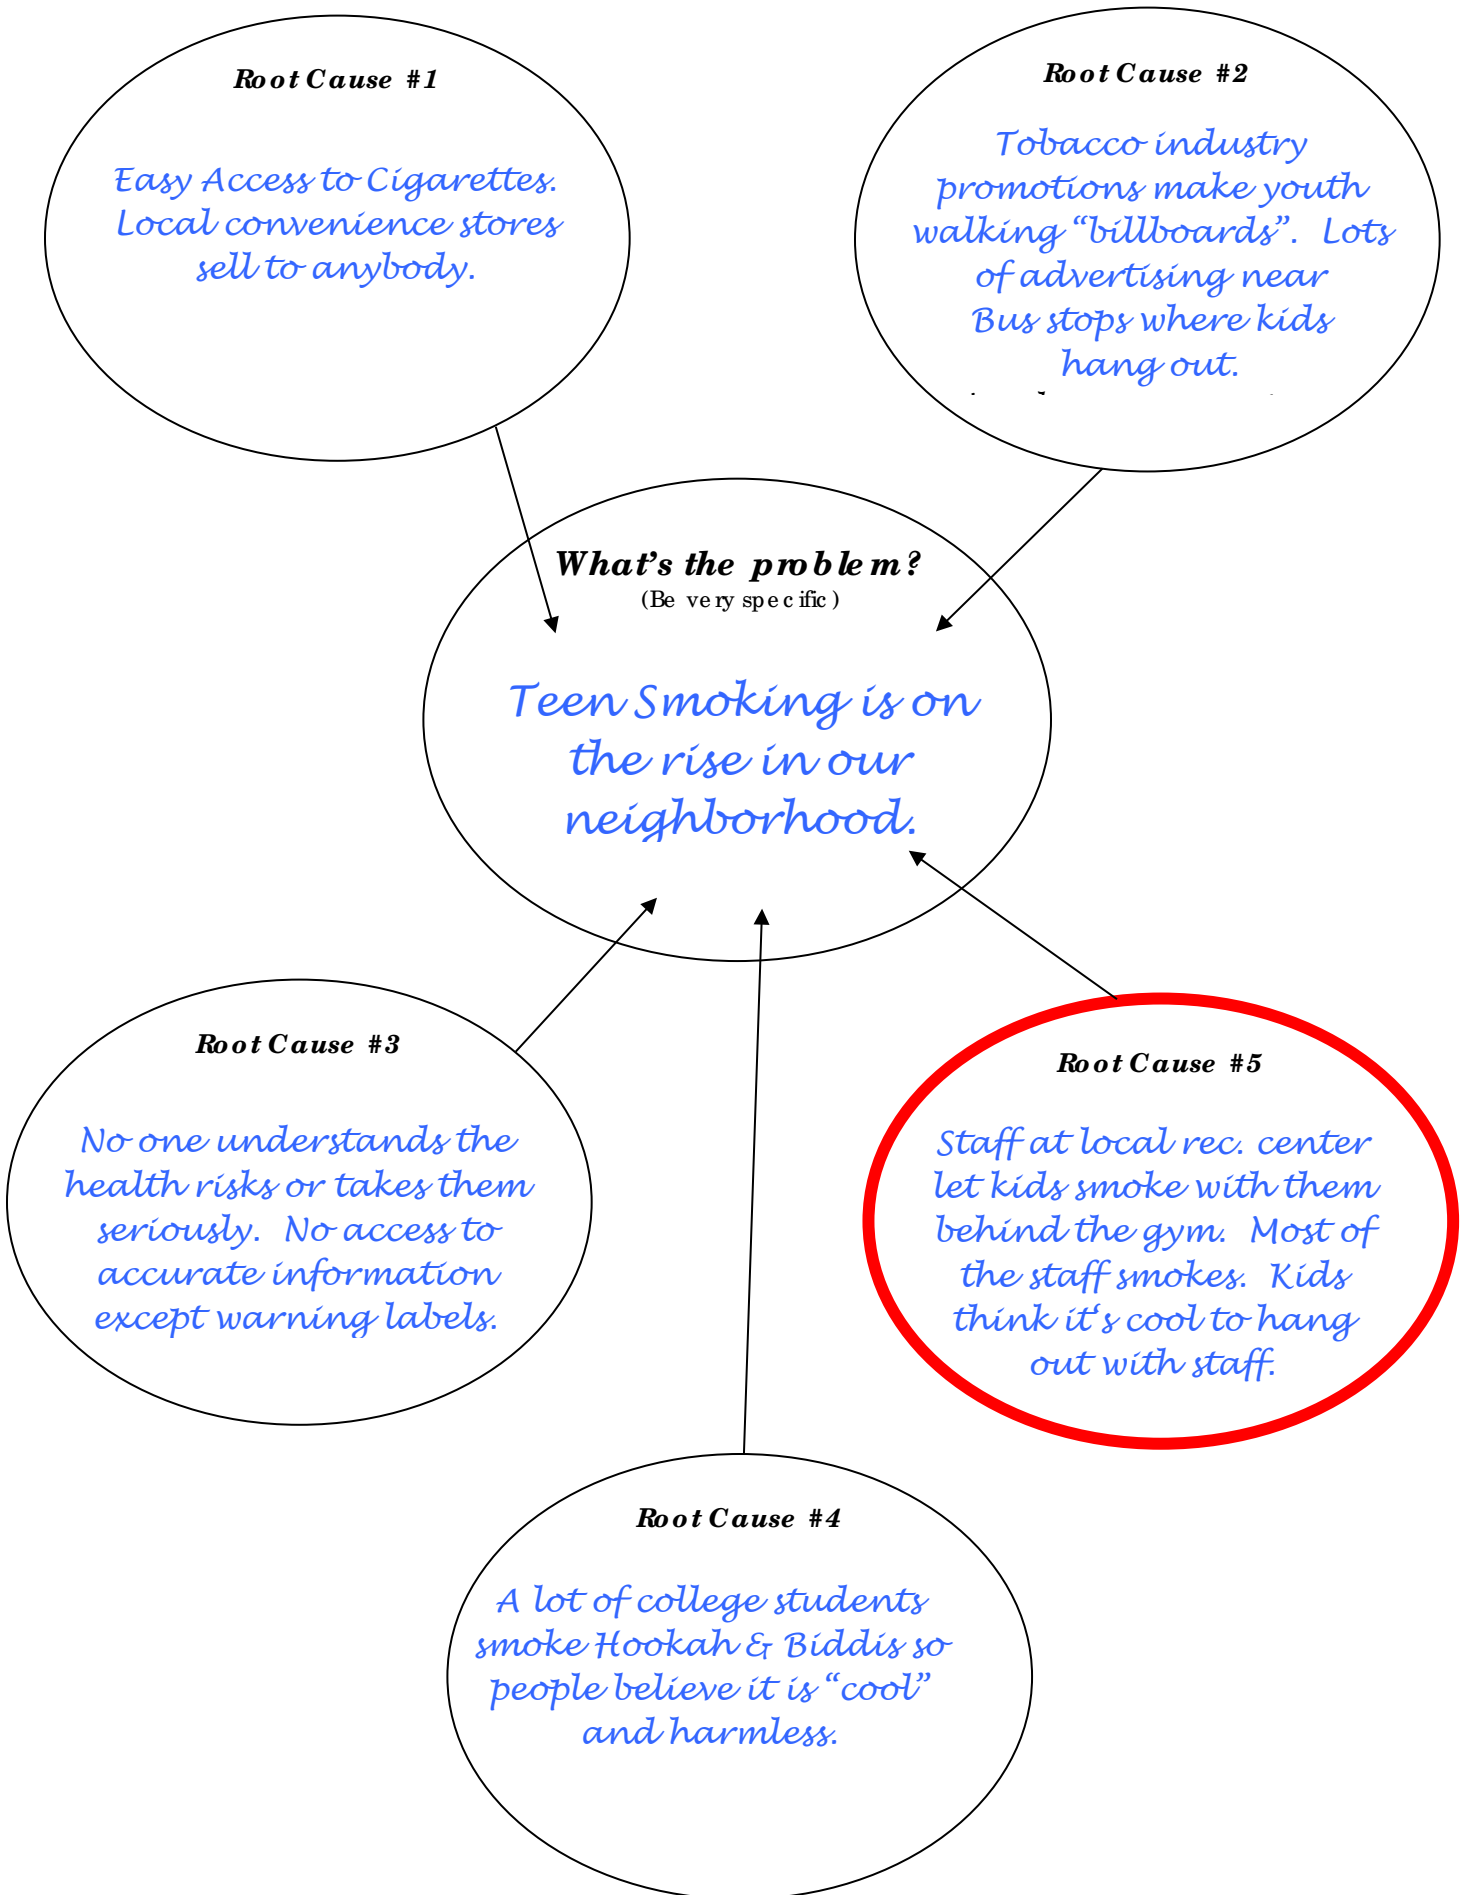 Root Cause #1
Easy Access to Cigarettes.
Local convenience stores
sell to anybody.
Root Cause #2
Tobacco industry
promotions make youth
walking “billboards”. Lots
of advertising near
Bus stops where kids
hang out.
What’s the problem?
(Be very specific)
Teen Smoking is on
the rise in our
neighborhood.
Root Cause #3
No one understands the
health risks or takes them
seriously. No access to
accurate information
except warning labels.
Root Cause #5
Staff at local rec. center
let kids smoke with them
behind the gym. Most of
the staff smokes. Kids
think it‘s cool to hang
out with staff.
Root Cause #4
A lot of college students
smoke Hookah & Biddis so
people believe it is “cool”
and harmless.